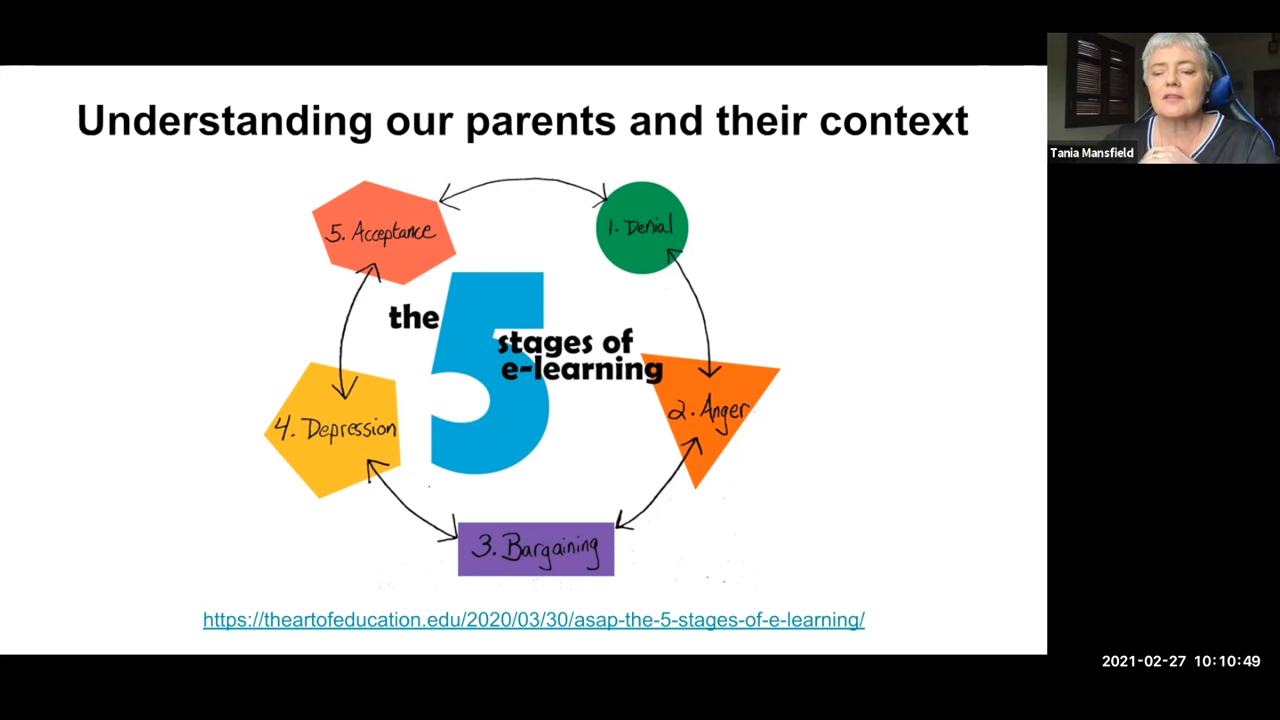 Understanding our parents and their context
Tania Mansfield
5. Acceptance
1. Denial
the
5
stages of
e-learning
2. Anger
4. Depression
3. Bargaining
https://theartofeducation.edu/2020/03/30/asap-the-5-stages-of-e-learning/
2021-02-27 10:10:49